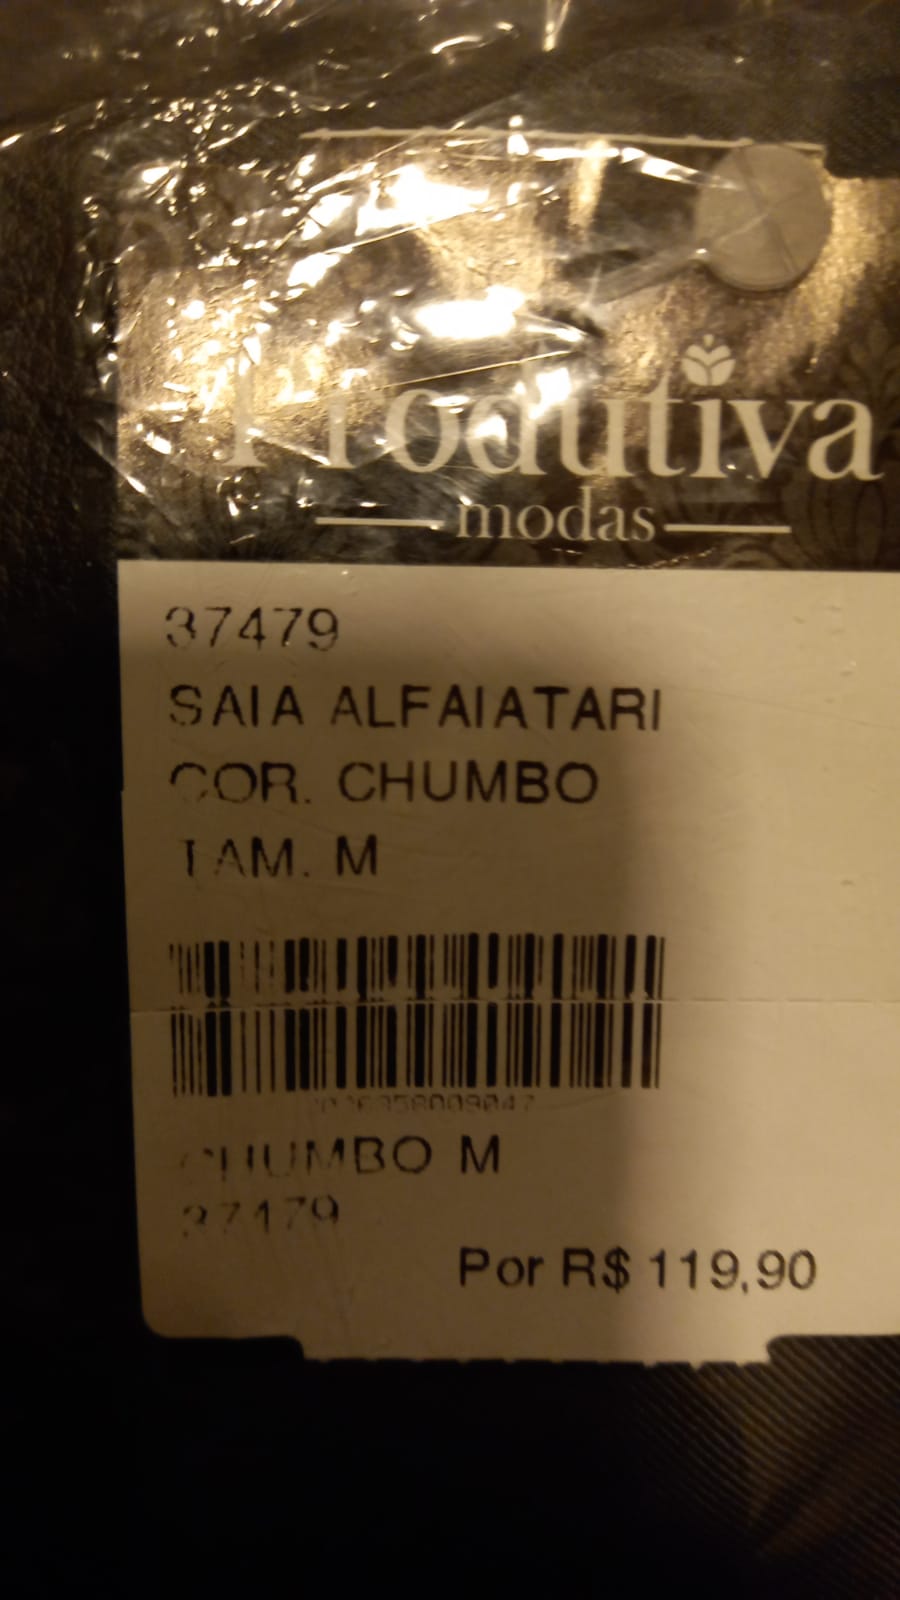 Produtiva
modas
37479
SAIA ALFAIATARI
COR. CHUMBO
TAM. M
CHUMBO M
37479
Por R$ 119,90